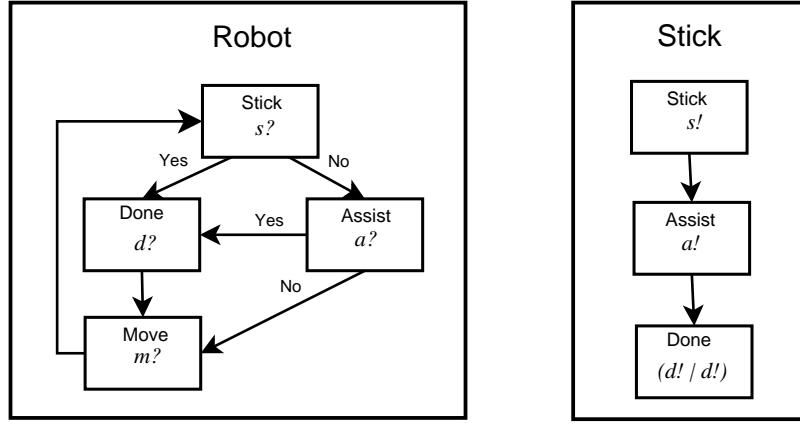 Robot
Stick
s?
Yes
No
Done
d?
Yes
Assist
a?
No
Move
m?
Stick
Stick
s!
Assist
a!
Done
(d! | d!)